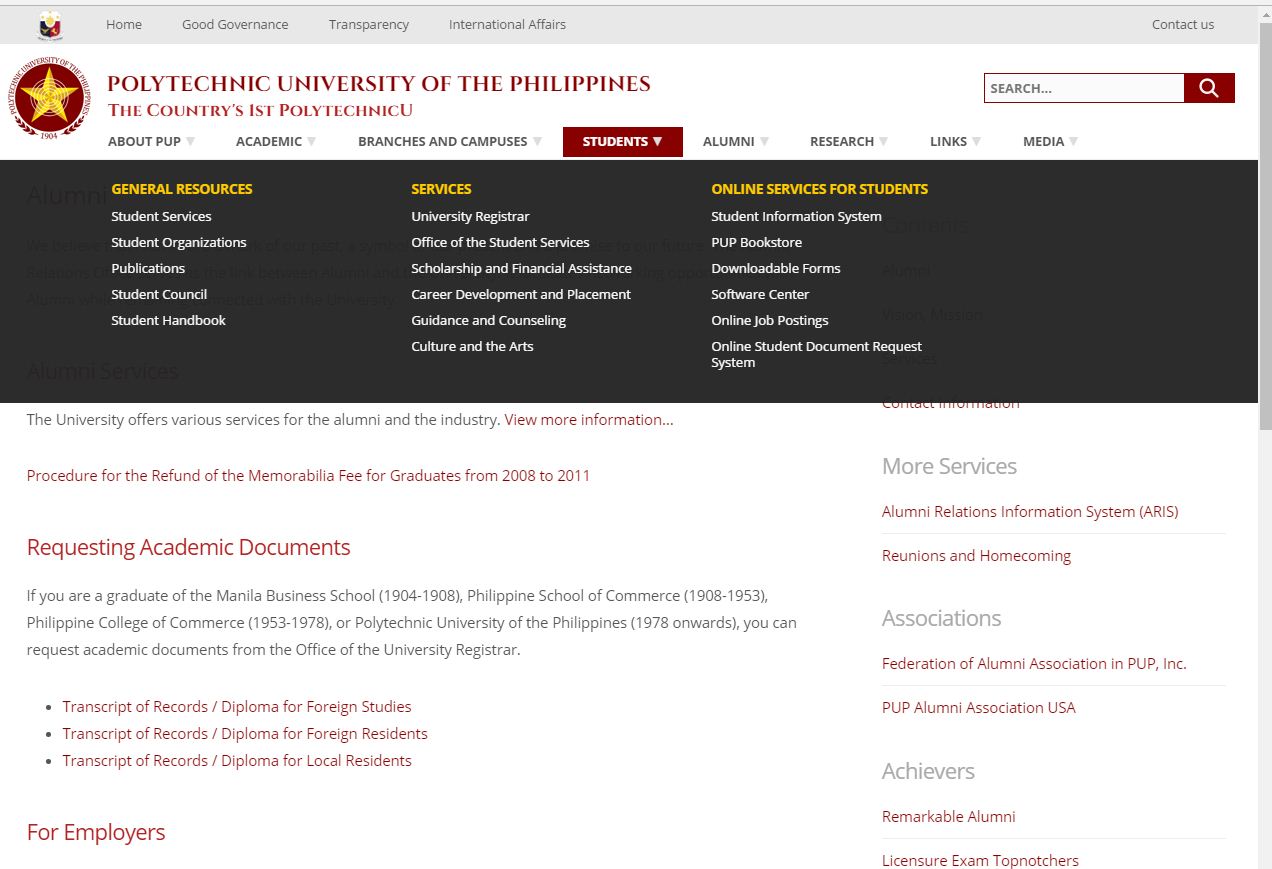 Home Good Governance Transparency International Affairs Contact us
POLYTECHNIC UNIVERSITY OF THE PHILIPPINES
THE COUNTRY'S 1ST POLYTECHNICU
SEARCH...
POLYTECHNIC UNIVERSITY OF THE PHILIPPINES
1904
ABOUT PUP ▼ ACADEMIC ▼ BRANCHES AND CAMPUSES ▼ STUDENTS ▼ ALUMNI ▼ RESEARCH ▼ LINKS ▼ MEDIA ▼
GENERAL RESOURCES
Student Services
Student Organizations
Publications
Student Council
Student Handbook
SERVICES
University Registrar
Office of the Student Services
Scholarship and Financial Assistance
Career Development and Placement
Guidance and Counseling
Culture and the Arts
ONLINE SERVICES FOR STUDENTS
Student Information System
PUP Bookstore
Downloadable Forms
Software Center
Online Job Postings
Online Student Document Request
System
Alumni
We believe of our past, a symbol to our future
Relations the link between Alumni and
Alumni while connected with the University
Alumni Services
The University offers various services for the alumni and the industry. View more information...
Procedure for the Refund of the Memorabilia Fee for Graduates from 2008 to 2011
Requesting Academic Documents
If you are a graduate of the Manila Business School (1904-1908), Philippine School of Commerce (1908-1953),
Philippine College of Commerce (1953-1978), or Polytechnic University of the Philippines (1978 onwards), you can
request academic documents from the Office of the University Registrar.
• Transcript of Records / Diploma for Foreign Studies
• Transcript of Records / Diploma for Foreign Residents
• Transcript of Records / Diploma for Local Residents
For Employers
Contents
Alumni
Vision, Mission
Services
Contact Information
More Services
Alumni Relations Information System (ARIS)
Reunions and Homecoming
Associations
Federation of Alumni Association in PUP, Inc.
PUP Alumni Association USA
Achievers
Remarkable Alumni
Licensure Exam Topnotchers